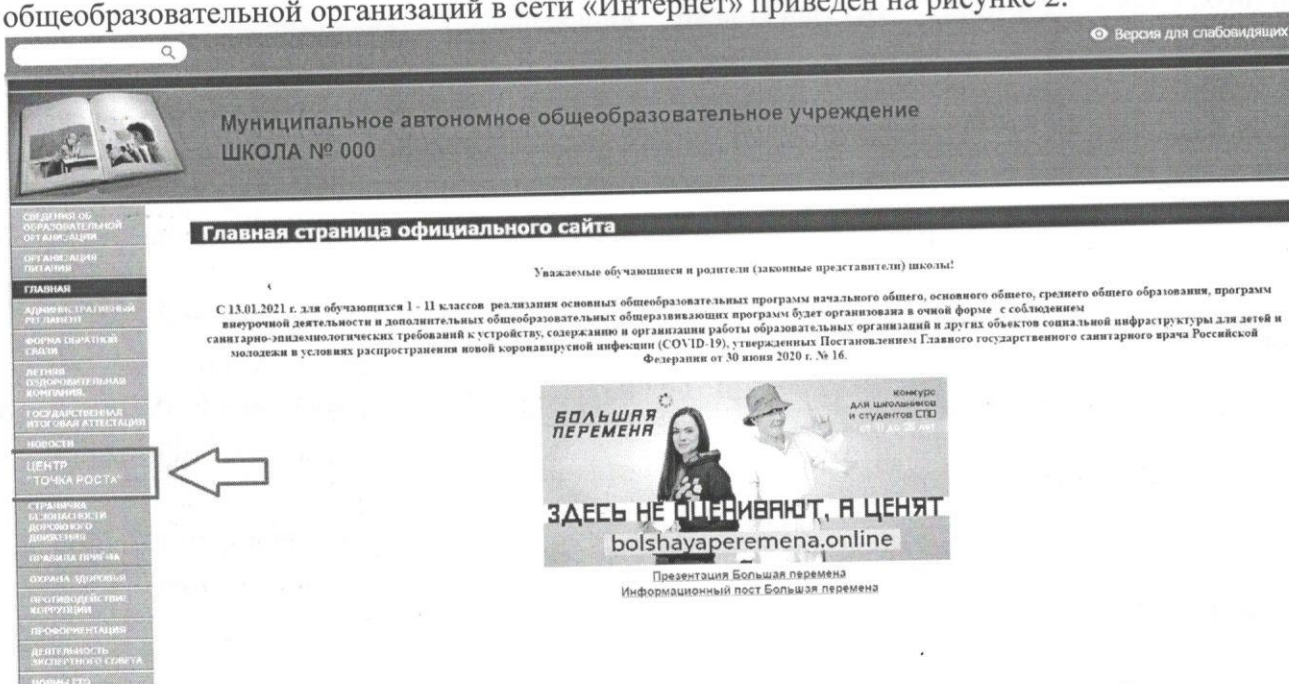 общеобразовательной организаций в сети «Интернет» приведен на рисунке 2.
Версия для слабовидящих
Муниципальное автономное общеобразовательное учреждение
ШКОЛА № 000
СВЕДЕНИЯ ОБ
ОБРАЗОВАТЕЛЬНОЙ
ОРГАНИЗАЦИИ
ОРГАНИЗАЦИЯ
ПИТАНИЯ
ГЛАВНАЯ
АДМИНИСТРАТИВНЫЙ
РЕГЛАМЕНТ
ФОРМА ОБРАТНОЙ
СВЯЗИ
ЛЕТНЯЯ
ОЗДОРОВИТЕЛЬНАЯ
КОМПАНИЯ.
ГОСУДАРСТВЕННАЯ
ИТОГОВАЯ АТТЕСТАЦИЯ
НОВОСТИ
ЦЕНТР
"ТОЧКА РОСТА"
СТРАНИЧКА
БЕЗОПАСНОСТИ
ДОРОЖНОГО
ДВИЖЕНИЯ
ПРАВИЛА ПРИЕМА
ОХРАНА ЗДОРОВЬЯ
ПРОТИВОДЕЙСТВИЕ
КОРРУПЦИИ
ПРОФОРИЕНТАЦИЯ
ДЕЯТЕЛЬНОСТЬ
ЭКСПЕРТНОГО СОВЕТА
НОРМЫ ГТО
Главная страница официального сайта
Уважаемые обучающиеся и родители (законные представители) школы!
С 13.01.2021 г. для обучающихся 1 - 11 классов реализация основных общеобразовательных программ начального общего, основного общего, среднего общего образования, программ
внеурочной деятельности и дополнительных общеобразовательных общеразвивающих программ будет организована в очной форме с соблюдением
санитарно-эпидемиологических требований к устройству, содержанию и организации работы образовательных организаций и других объектов социальной инфраструктуры для детей и
молодежи в условиях распространения новой коронавирусной инфекции (COVID-19), утвержденных Постановлением Главного государственного санитарного врача Российской
Федерации от 30 июня 2020 г. № 16.
БОЛЬШАЯ
ПЕРЕМЕНА
конкурс
для школьников
и студентов СПО
ЗДЕСЬ НЕ ОЦЕНИВАЮТ, А ЦЕНЯТ
bolshayaperemena.online
Презентация Большая перемена
Информационный пост Большая перемена